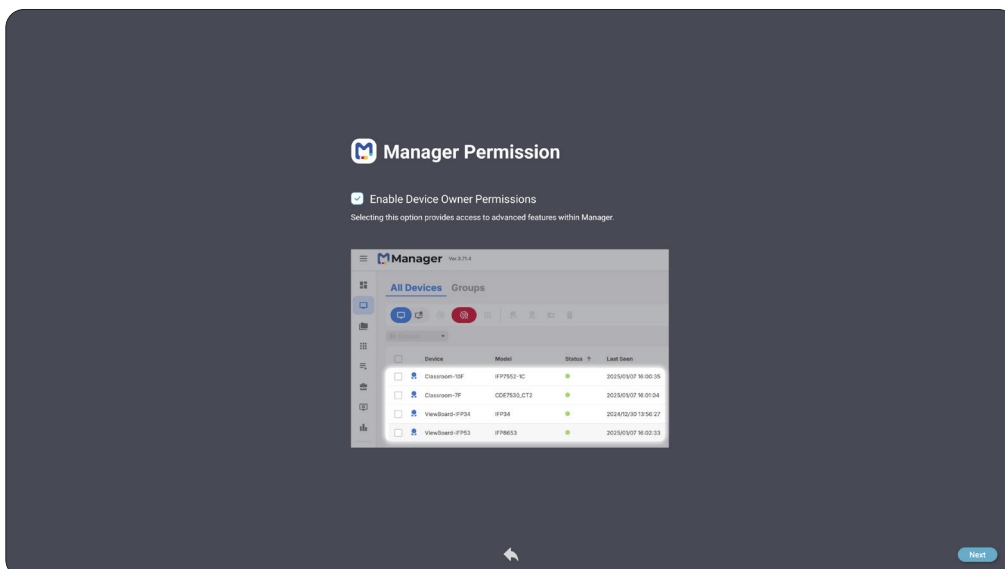 Manager Permission
Enable Device Owner Permissions
Selecting this option provides access to advanced features within Manager.
Manager Ver 3.71.4
All Devices Groups
Device Model Status ↑ Last Seen
Classroom-10F IFP7552-1C 2025/01/07 16:00:35
Classroom-7F CDE7530_CT2 2025/01/07 16:01:04
ViewBoard-IFP34 IFP34 2024/12/30 13:56:27
ViewBoard-IFP53 IFP8653 2025/01/07 16:02:33
Next